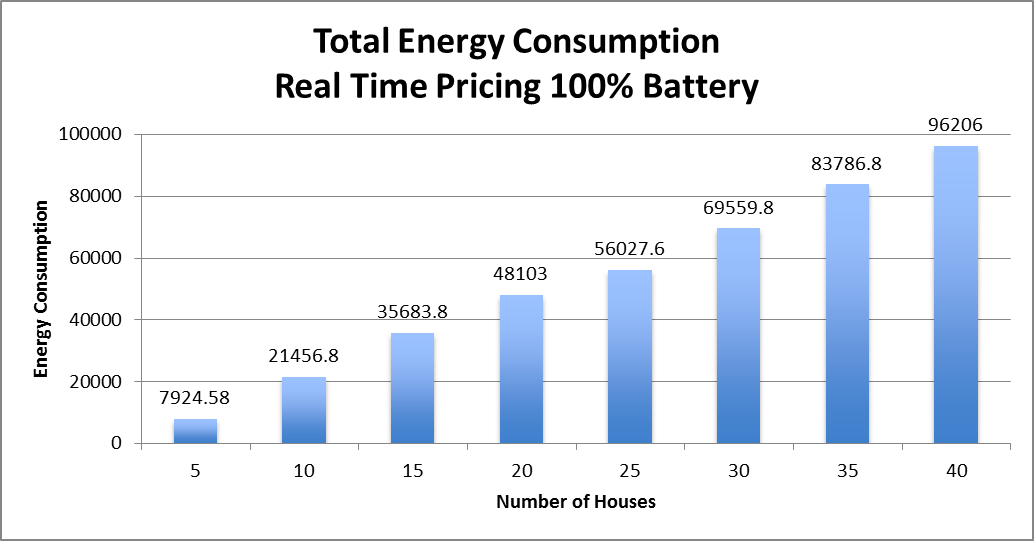 Total Energy Consumption
Real Time Pricing 100% Battery
Energy Consumption
100000
80000
60000
40000
20000
0
7924.58
21456.8
35683.8
48103
56027.6
69559.8
83786.8
96206
5 10 15 20 25 30 35 40
Number of Houses